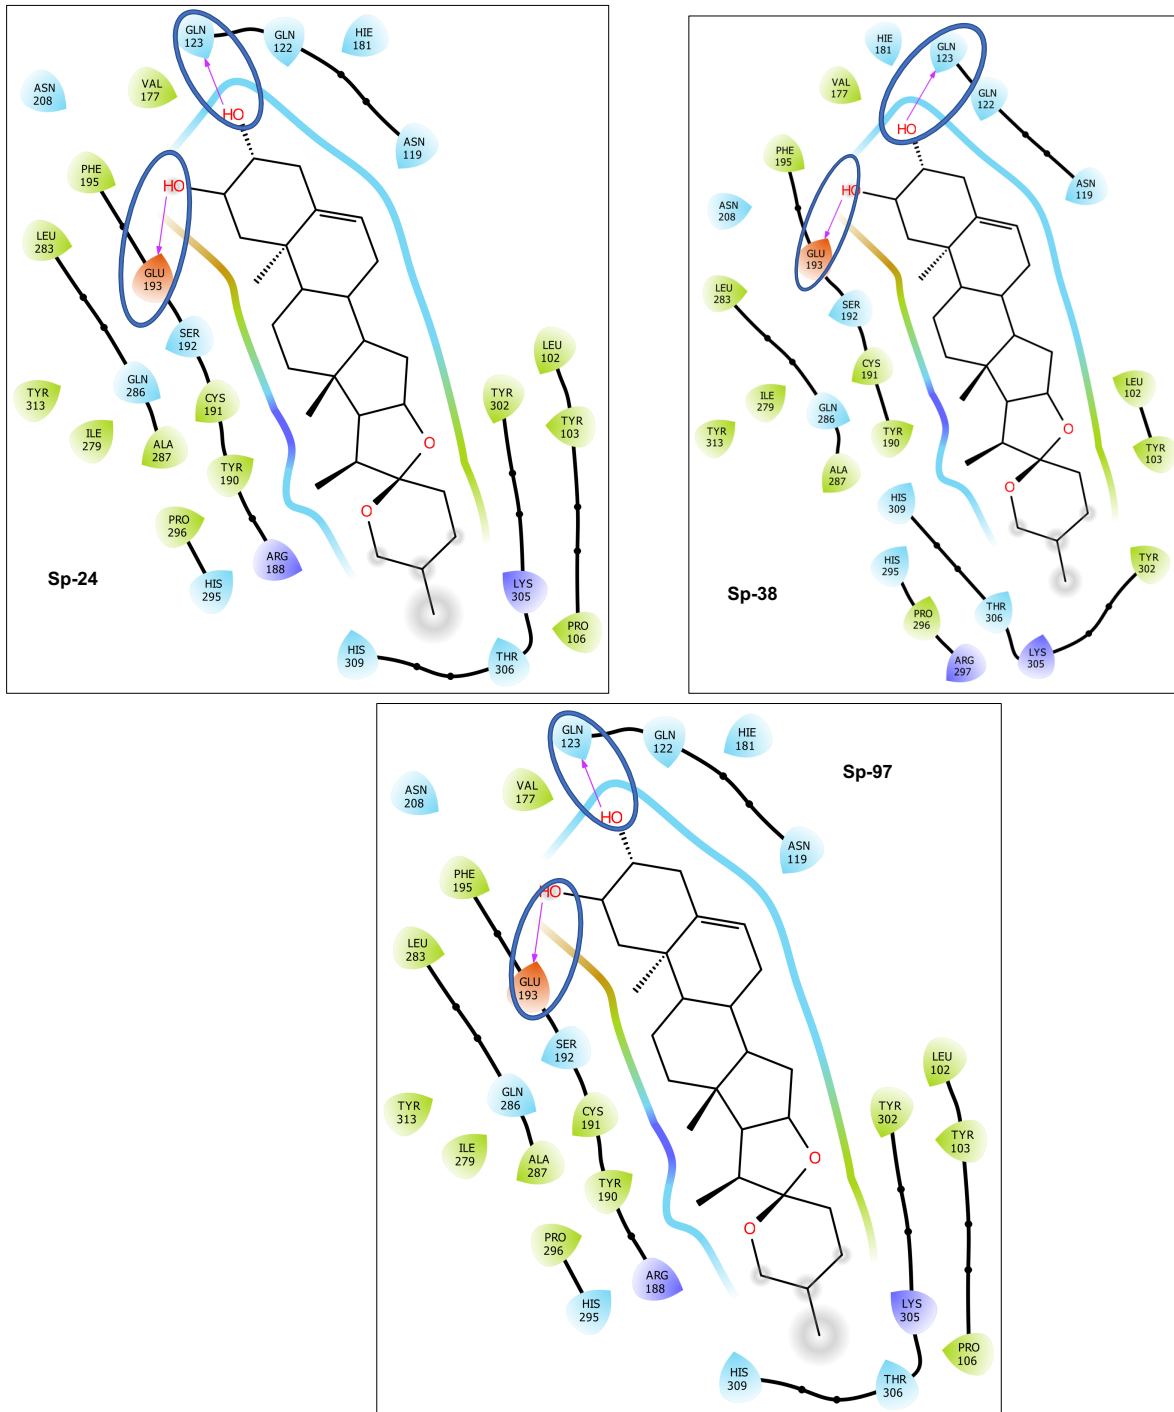 GLN
123
GLN
122
HIE
181
ASN
208
VAL
177
HO
ASN
119
PHE
195
HO
LEU
283
GLU
193
SER
192
GLN
286
LEU
102
TYR
313
ILE
279
ALA
287
CYS
191
TYR
302
TYR
103
TYR
190
O
O
PRO
296
HIS
295
ARG
188
Sp-24
LYS
305
PRO
106
HIS
309
THR
306
HIE
181
GLN
123
VAL
177
GLN
122
HO
PHE
195
ASN
119
ASN
208
HO
GLU
193
LEU
283
SER
192
CYS
191
ILE
279
GLN
286
TYR
313
TYR
190
LEU
102
TYR
103
ALA
287
O
O
HIS
309
HIS
295
TYR
302
Sp-38
PRO
296
THR
306
ARG
297
LYS
305
GLN
123
GLN
122
HIE
181
Sp-97
ASN
208
VAL
177
HO
ASN
119
PHE
195
HO
LEU
283
GLU
193
SER
192
GLN
286
LEU
102
TYR
313
ILE
279
ALA
287
CYS
191
TYR
302
TYR
103
TYR
190
O
O
PRO
296
HIS
295
ARG
188
LYS
305
PRO
106
HIS
309
THR
306